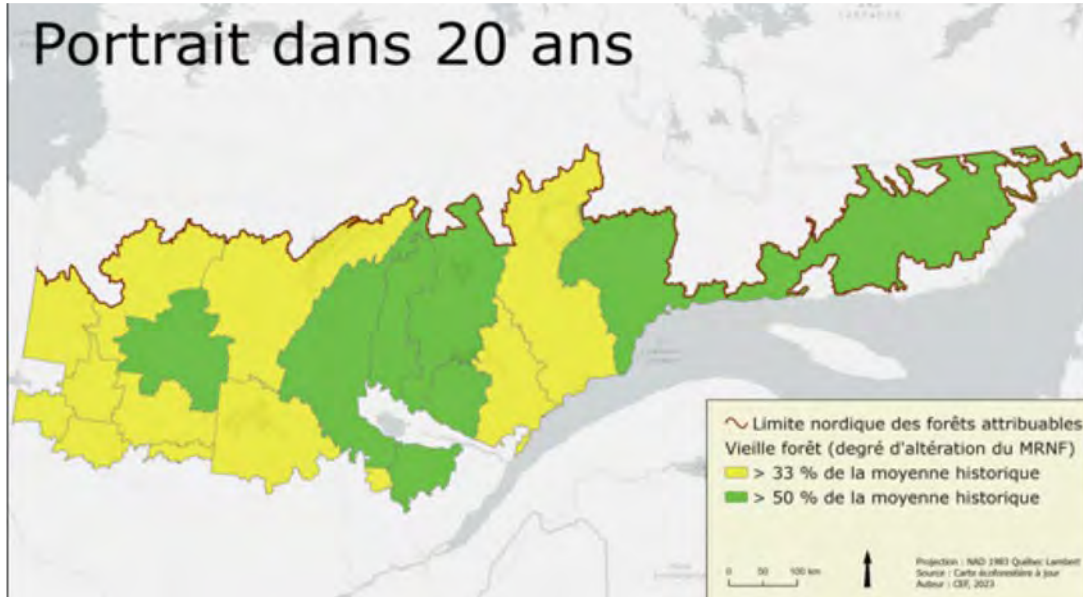 Portrait dans 20 ans
Limite nordique des forêts attribuables
Vieille forêt (degré d'altération du MRNF)
> 33 % de la moyenne historique
> 50 % de la moyenne historique
0 50 100 km
Projection : NAD 1983 Québec Lambert
Source : Carte écoforestière à jour
Auteur : CEF, 2023